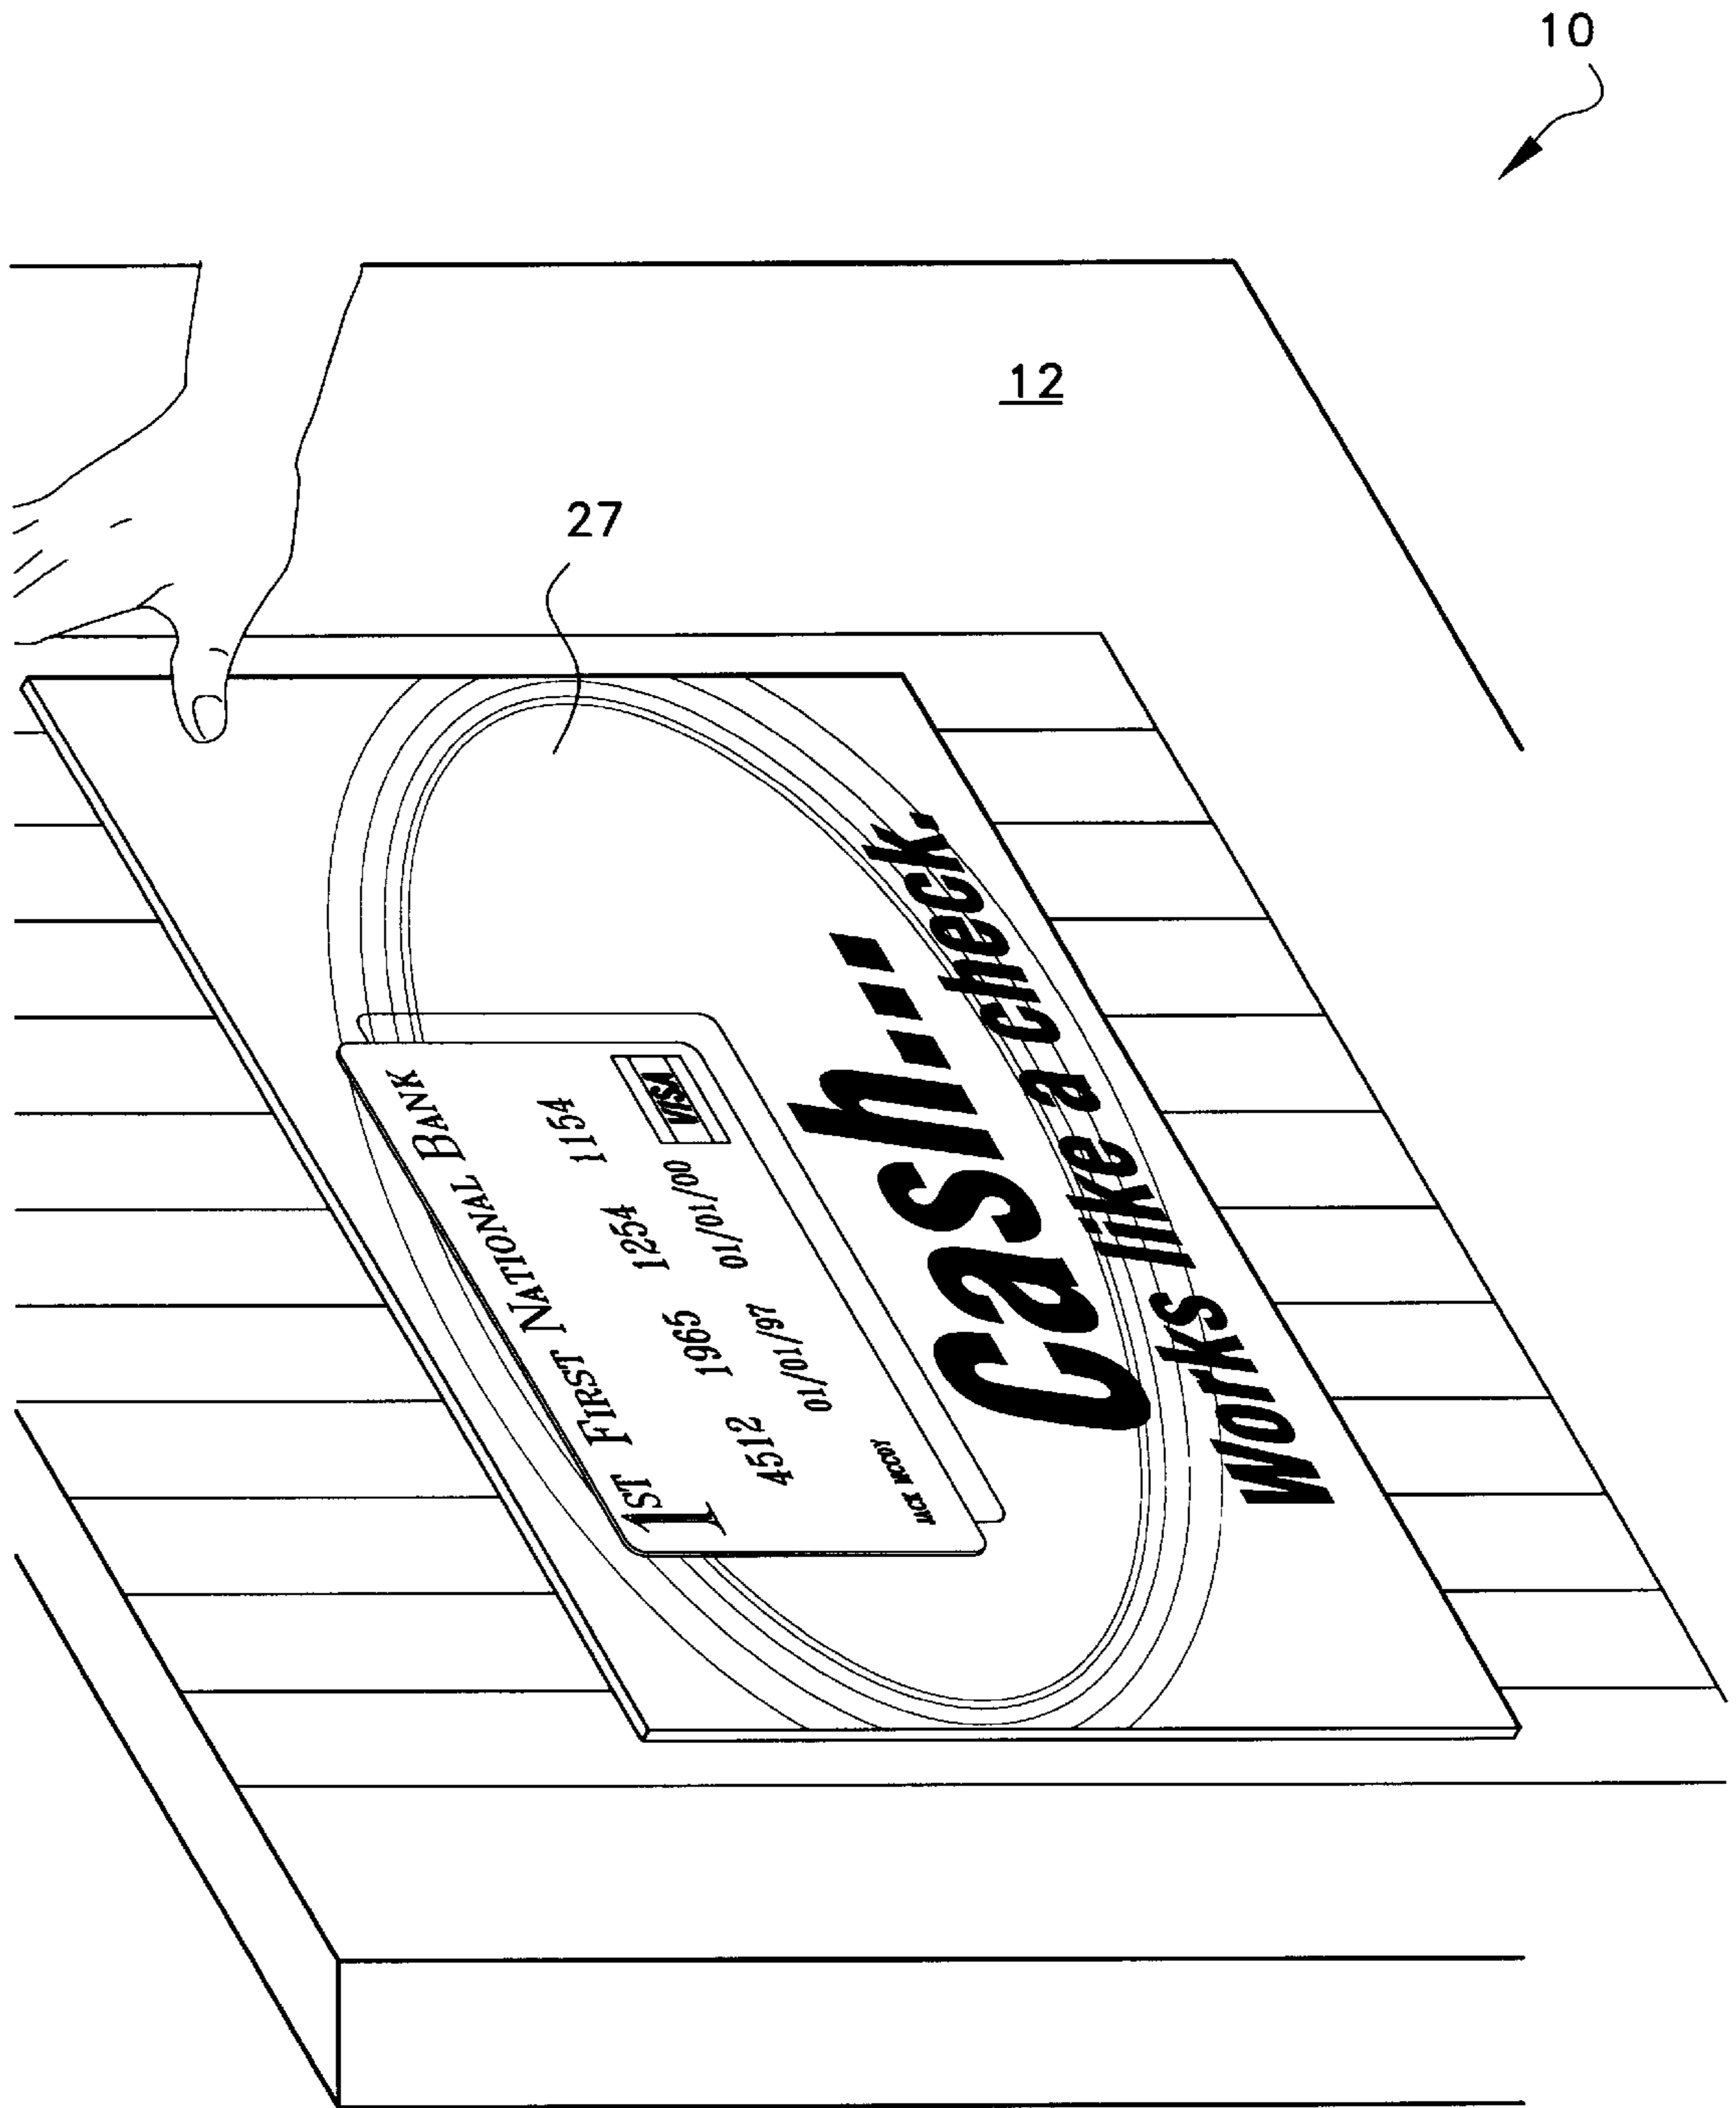 10
12
27
1ST FIRST NATIONAL BANK
4512 1965 1254 1154
01/01/97 01/01/00
MCCOY
VISA
Cash
Works like a check.